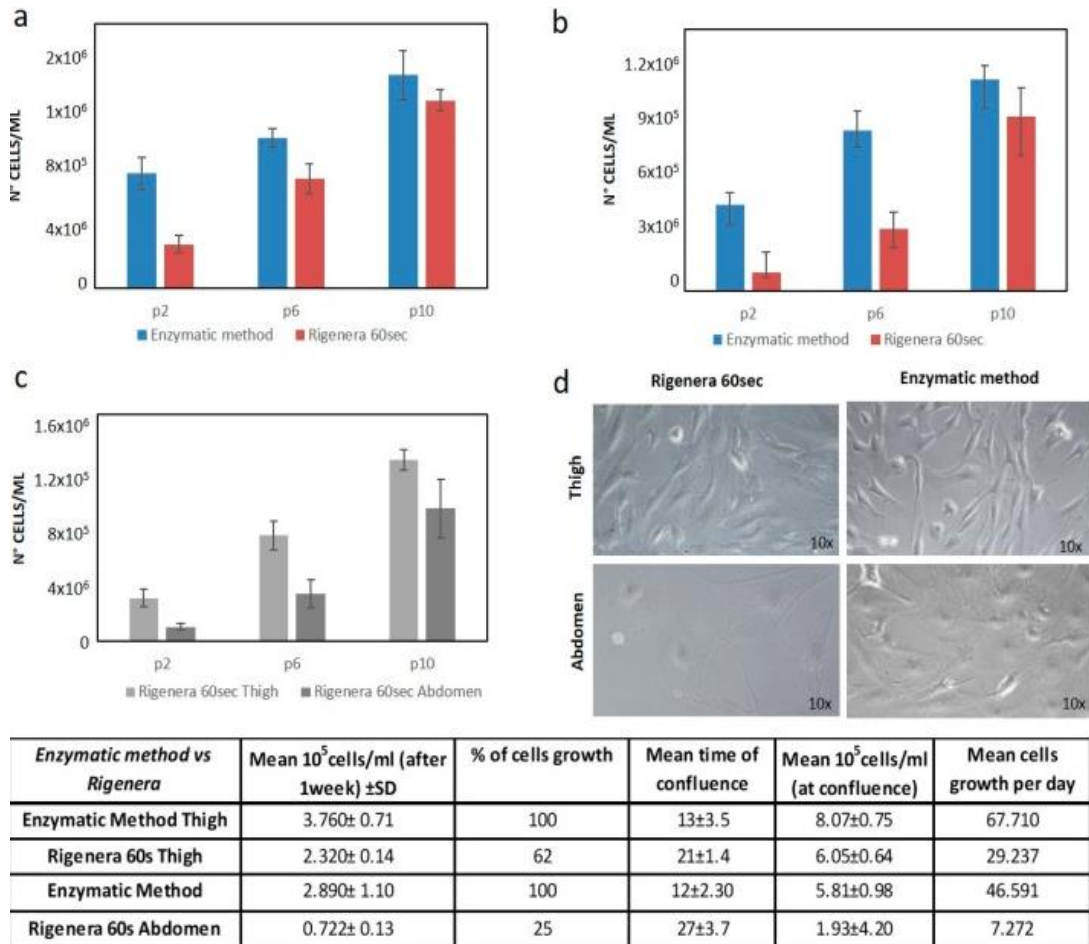 a
2x10⁶
1x10⁶
8x10⁵
4x10⁶
0
N° CELLS/ML
p2 p6 p10
Enzymatic method Rigenera 60sec
b
1.2x10⁶
9x10⁵
6x10⁵
3x10⁶
0
N° CELLS/ML
p2 p6 p10
Enzymatic method Rigenera 60sec
c
1.6x10⁶
1.2x10⁵
8x10⁵
4x10⁶
0
N° CELLS/ML
p2 p6 p10
Rigenera 60sec Thigh Rigenera 60sec Abdomen
d
Rigenera 60sec Enzymatic method
Thigh
10x 10x
Abdomen
10x 10x
Enzymatic method vs Mean 10⁵cells/ml (after % of cells growth Mean time of Mean 10⁵cells/ml Mean cells
Rigenera 1week) ±SD confluence (at confluence) growth per day
Enzymatic Method Thigh 3.760± 0.71 100 13±3.5 8.07±0.75 67.710
Rigenera 60s Thigh 2.320± 0.14 62 21±1.4 6.05±0.64 29.237
Enzymatic Method 2.890± 1.10 100 12±2.30 5.81±0.98 46.591
Rigenera 60s Abdomen 0.722± 0.13 25 27±3.7 1.93±4.20 7.272